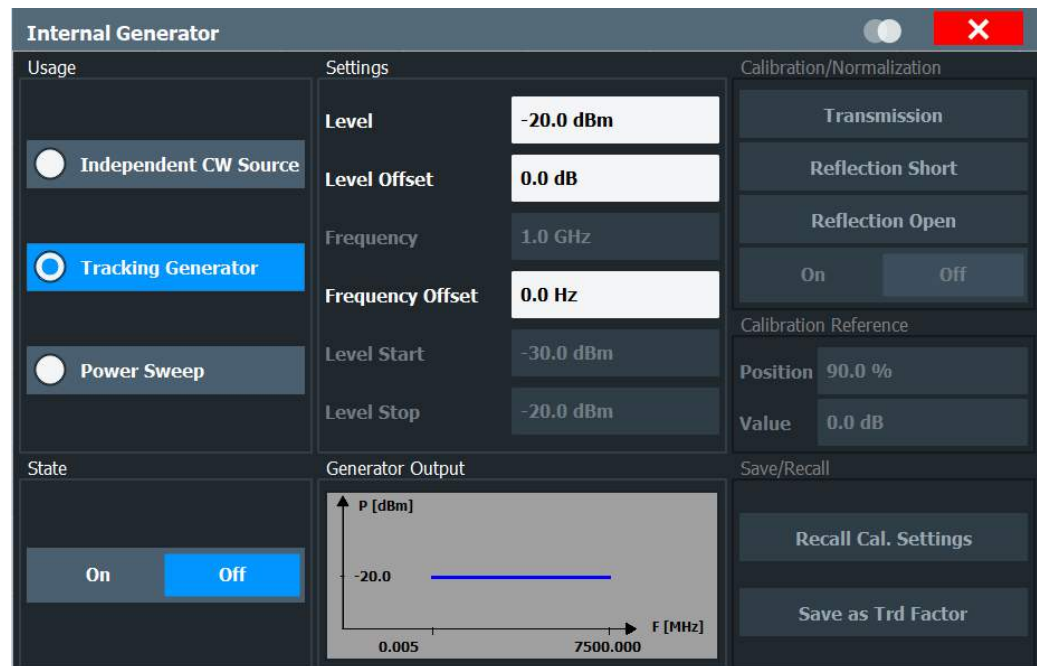 Internal Generator
Usage
Independent CW Source
Tracking Generator
Power Sweep
State
On Off
Settings
Level -20.0 dBm
Level Offset 0.0 dB
Frequency 1.0 GHz
Frequency Offset 0.0 Hz
Level Start -30.0 dBm
Level Stop -20.0 dBm
Generator Output
P [dBm]
-20.0
F [MHz]
0.005 7500.000
Calibration/Normalization
Transmission
Reflection Short
Reflection Open
On Off
Calibration Reference
Position 90.0 %
Value 0.0 dB
Save/Recall
Recall Cal. Settings
Save as Trd Factor